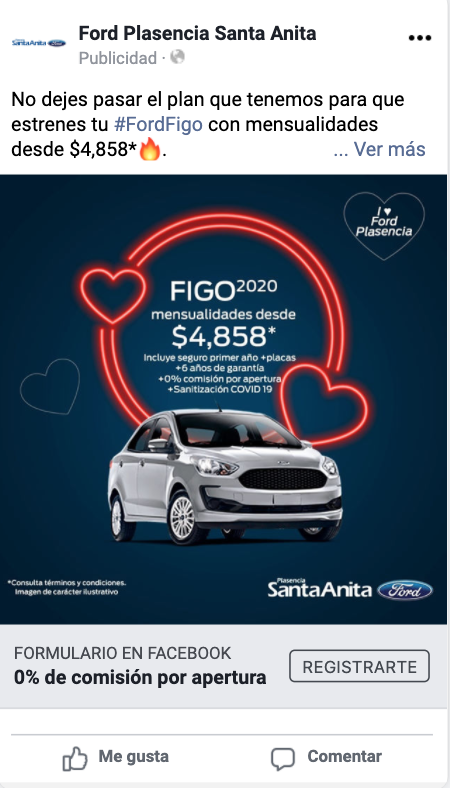 SantaAnita Ford
Ford Plasencia Santa Anita
Publicidad ·
No dejes pasar el plan que tenemos para que
estrenes tu #FordFigo con mensualidades
desde $4,858*🔥.
... Ver más
I ♥
Ford
Plasencia
FIGO2020
mensualidades desde
$4,858*
Incluye seguro primer año +placas
+6 años de garantía
+0% comisión por apertura
+Sanitización COVID 19
*Consulta términos y condiciones.
Imagen de carácter ilustrativo
Plasencia
SantaAnita Ford
FORMULARIO EN FACEBOOK
0% de comisión por apertura
REGISTRARTE
Me gusta
Comentar